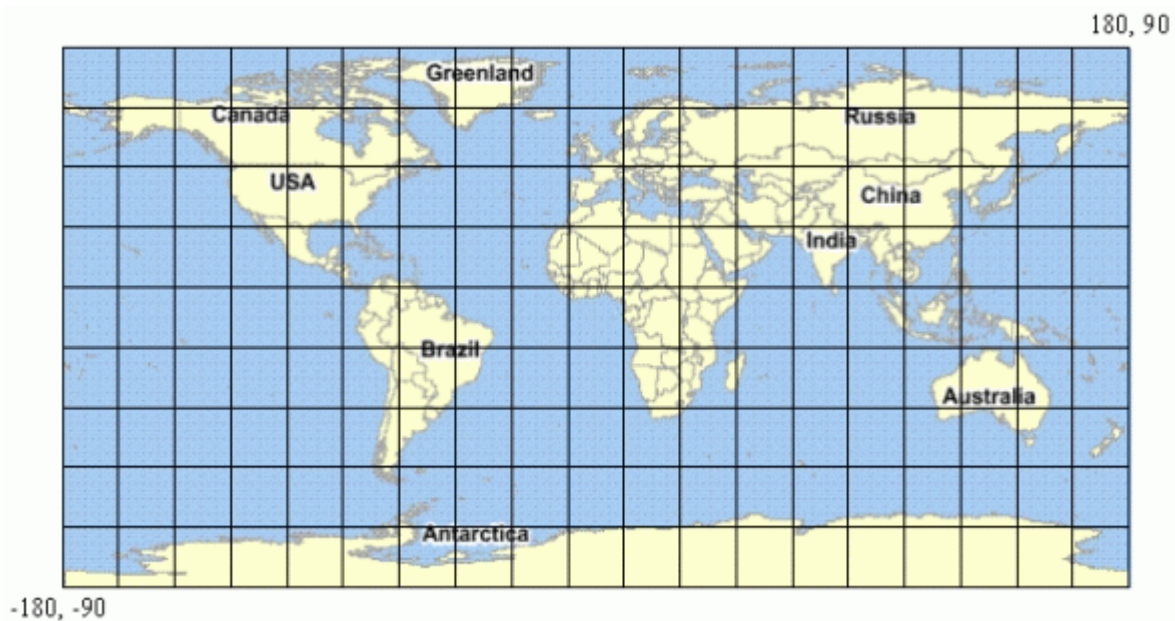 180, 90
Greenland
Canada
Russia
USA
China
India
Brazil
Australia
Antarctica
-180, -90